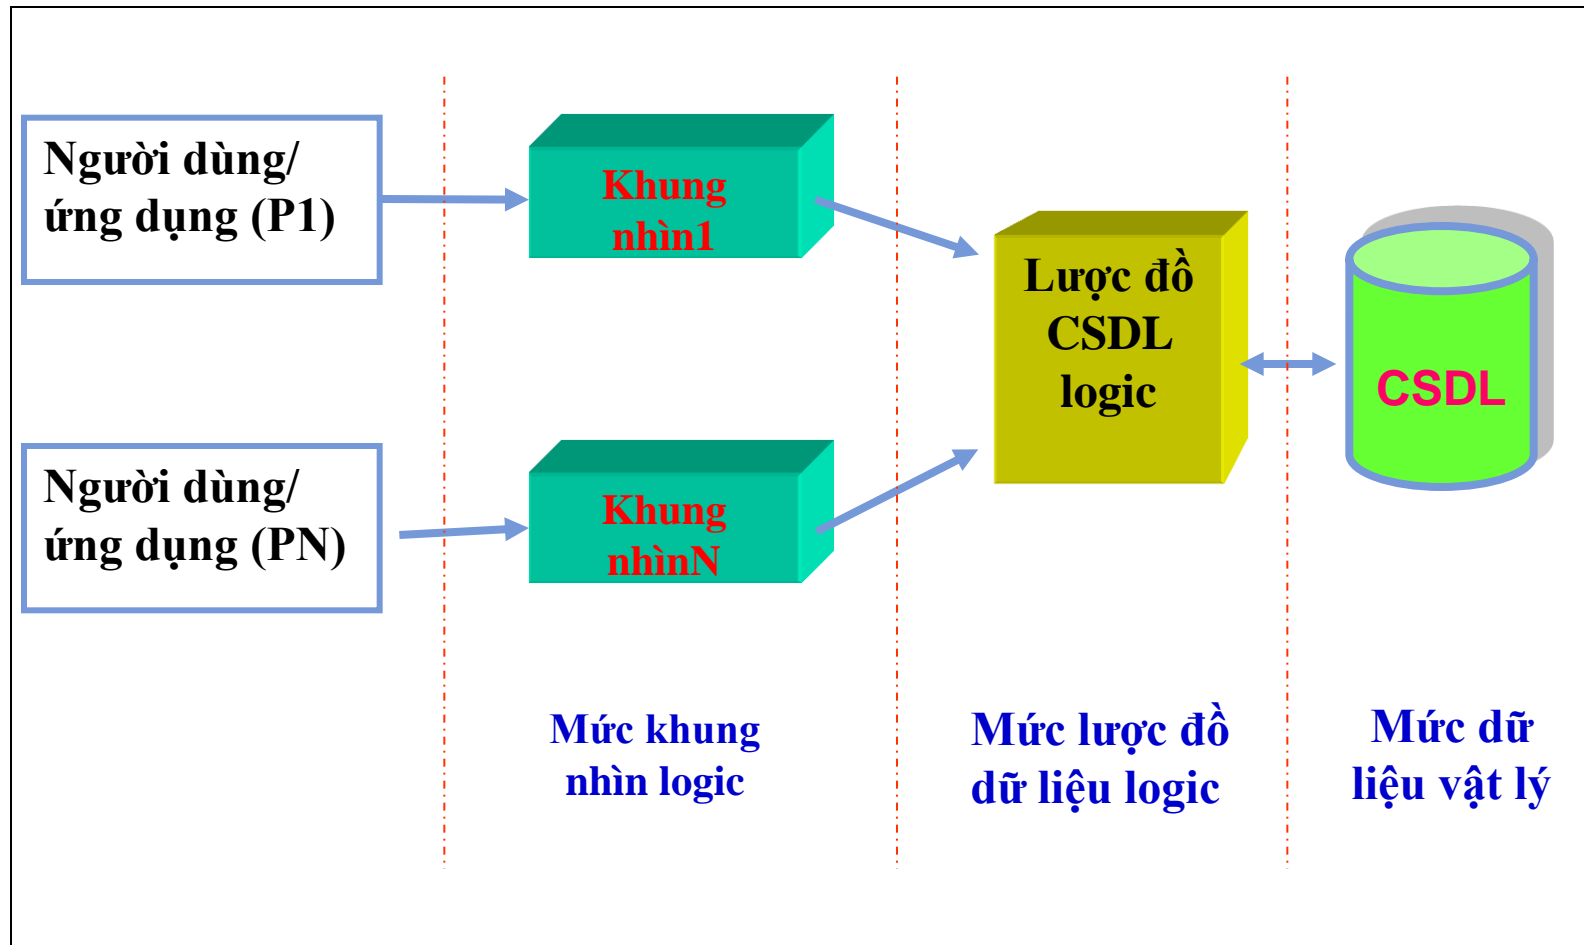 Người dùng/
ứng dụng (P1)
Khung
nhìn1
Lược đồ
CSDL
logic
CSDL
Người dùng/
ứng dụng (PN)
Khung
nhìnN
Mức khung
nhìn logic
Mức lược đồ
dữ liệu logic
Mức dữ
liệu vật lý